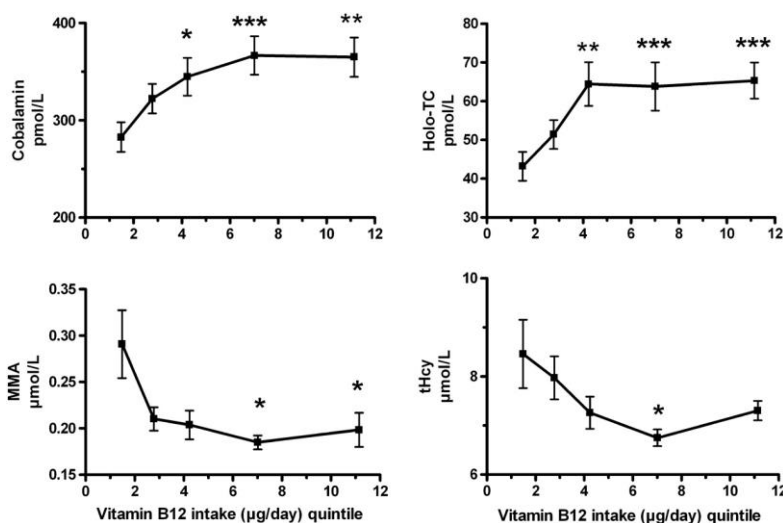 Cobalamin
pmol/L
400
300
200
*
***
**
0 2 4 6 8 10 12
Holo-TC
pmol/L
80
70
60
50
40
30
**
***
***
0 2 4 6 8 10 12
MMA
µmol/L
0.35
0.30
0.25
0.20
0.15
*
*
0 2 4 6 8 10 12
Vitamin B12 intake (µg/day) quintile
tHcy
µmol/L
10
8
6
*
0 2 4 6 8 10 12
Vitamin B12 intake (µg/day) quintile